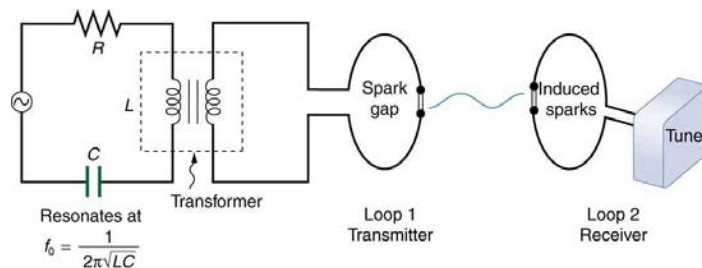 R
L
C
Transformer
Resonates at
f₀ = 1 / 2π√LC
Spark
gap
Induced
sparks
Tune
Loop 1
Transmitter
Loop 2
Receiver